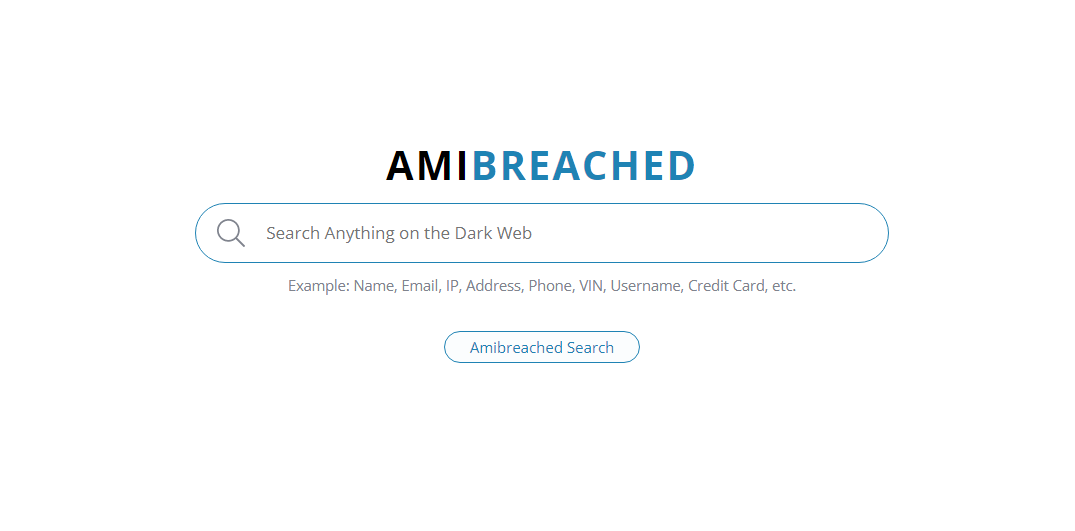 AMIBREACHED
Search Anything on the Dark Web
Example: Name, Email, IP, Address, Phone, VIN, Username, Credit Card, etc.
Amibreached Search